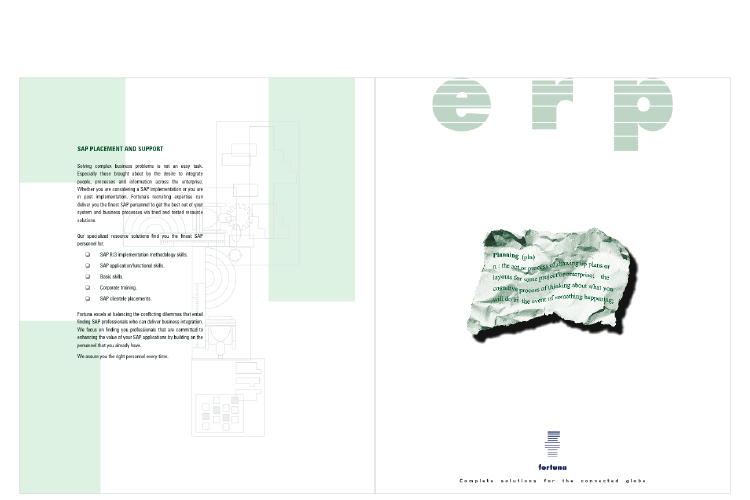 SAP PLACEMENT AND SUPPORT
Solving complex business problems is not an easy task.
Especially those brought about by the desire to integrate
people, processes and information across the enterprise.
Whether you are considering a SAP implementation or you are
in post implementation, Fortuna's recruiting expertise can
deliver you the finest SAP personnel to get the best out of your
system and business processes via tried and tested resource
solutions.
Our specialized resource solutions find you the finest SAP
personnel for:
❑ SAP R/3 implementation methodology skills.
❑ SAP application/functional skills.
❑ Basis skills.
❑ Corporate training.
❑ SAP clientele placements.
Fortuna excels at balancing the conflicting dilemmas that entail
finding SAP professionals who can deliver business integration.
We focus on finding you professionals that are committed to
enhancing the value of your SAP applications by building on the
personnel that you already have.
We assure you the right personnel every time.
erp
Planning (pln)
n : the act or process of drawing up plans or
layouts for some project or enterprise; the
cognitive process of thinking about what you
will do in the event of something happening;
fortuna
Complete solutions for the connected globe